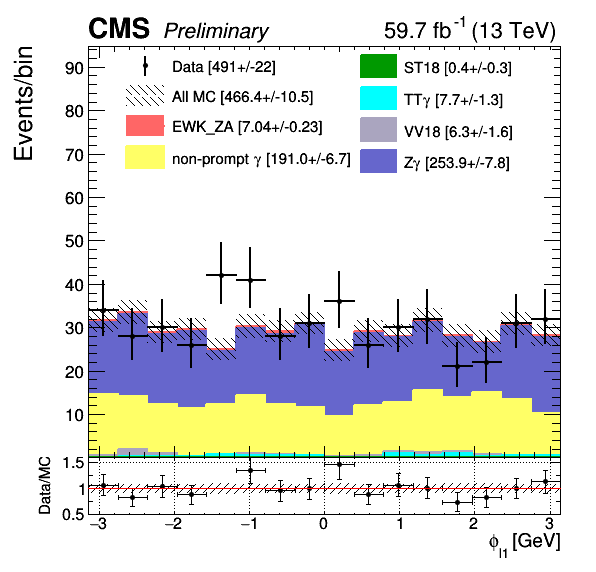 CMS Preliminary 59.7 fb⁻¹ (13 TeV)
Events/bin
90
80
70
60
50
40
30
20
10
Data [491+/-22]
All MC [466.4+/-10.5]
EWK_ZA [7.04+/-0.23]
non-prompt γ [191.0+/-6.7]
ST18 [0.4+/-0.3]
TTγ [7.7+/-1.3]
VV18 [6.3+/-1.6]
Zγ [253.9+/-7.8]
Data/MC
1.5
1
0.5
−3 −2 −1 0 1 2 3
ϕ_l1 [GeV]